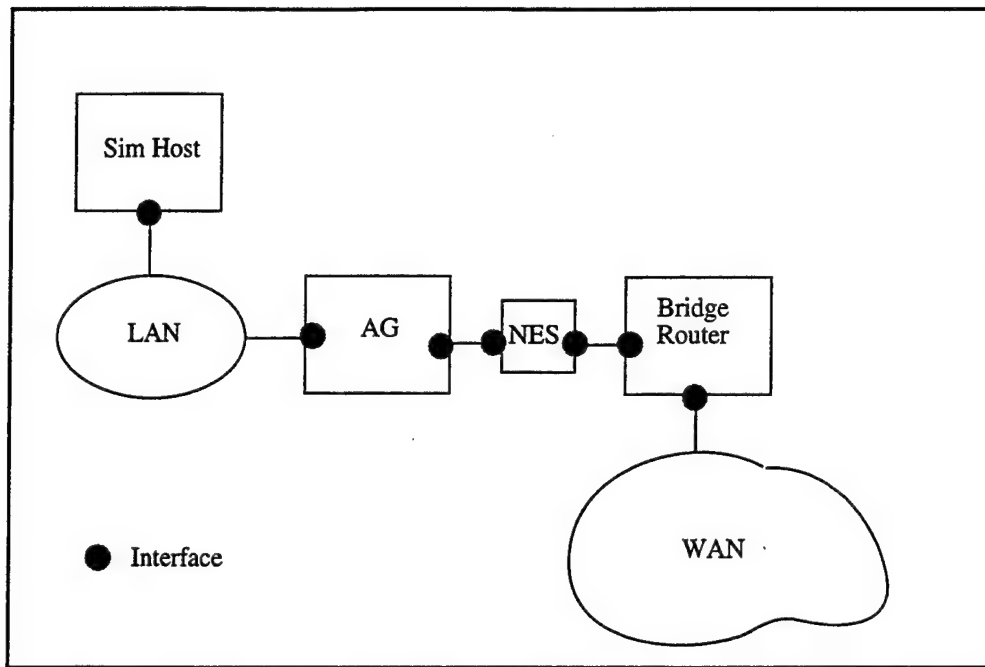 Sim Host
LAN
AG
NES
Bridge
Router
WAN
Interface